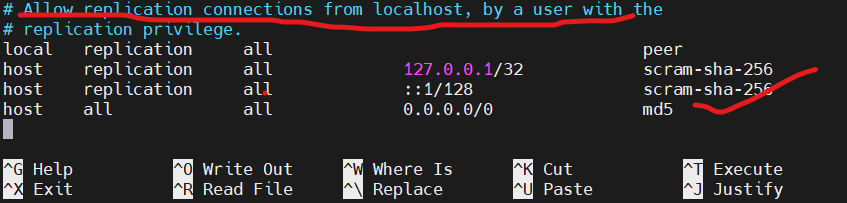 # Allow replication connections from localhost, by a user with the
# replication privilege.
local replication all peer
host replication all 127.0.0.1/32 scram-sha-256
host replication all ::1/128 scram-sha-256
host all all 0.0.0.0/0 md5
^G Help ^O Write Out ^W Where Is ^K Cut ^T Execute
^X Exit ^R Read File ^\ Replace ^U Paste ^J Justify